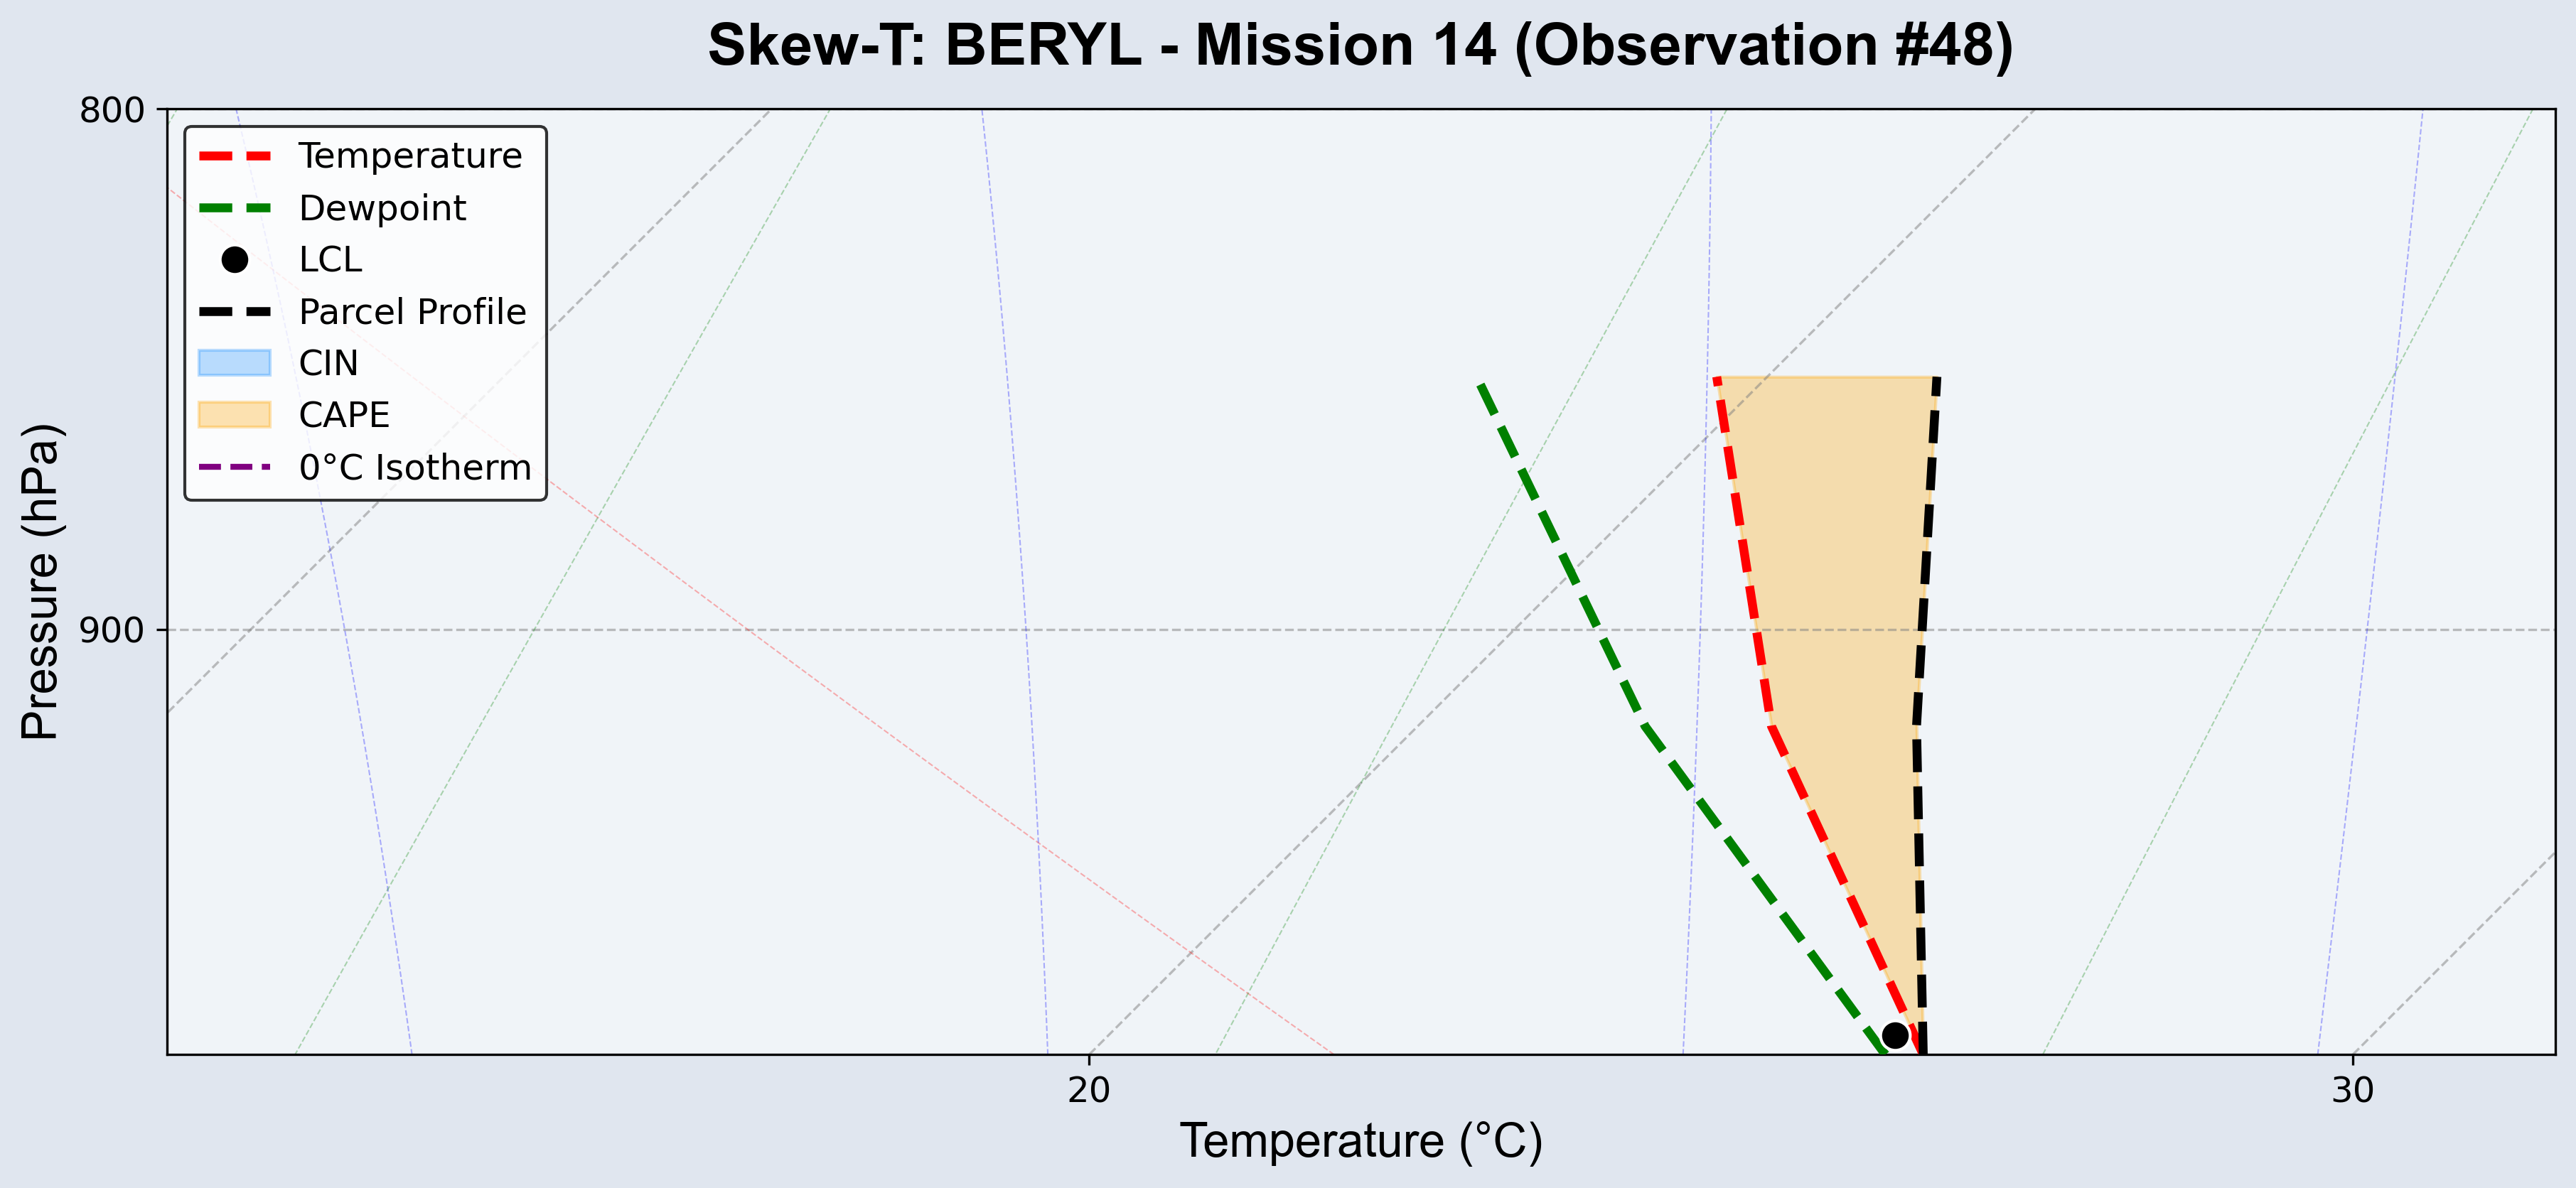 Skew-T: BERYL - Mission 14 (Observation #48)
800
Temperature
Dewpoint
LCL
Parcel Profile
CIN
CAPE
0°C Isotherm
Pressure (hPa)
900
20
30
Temperature (°C)